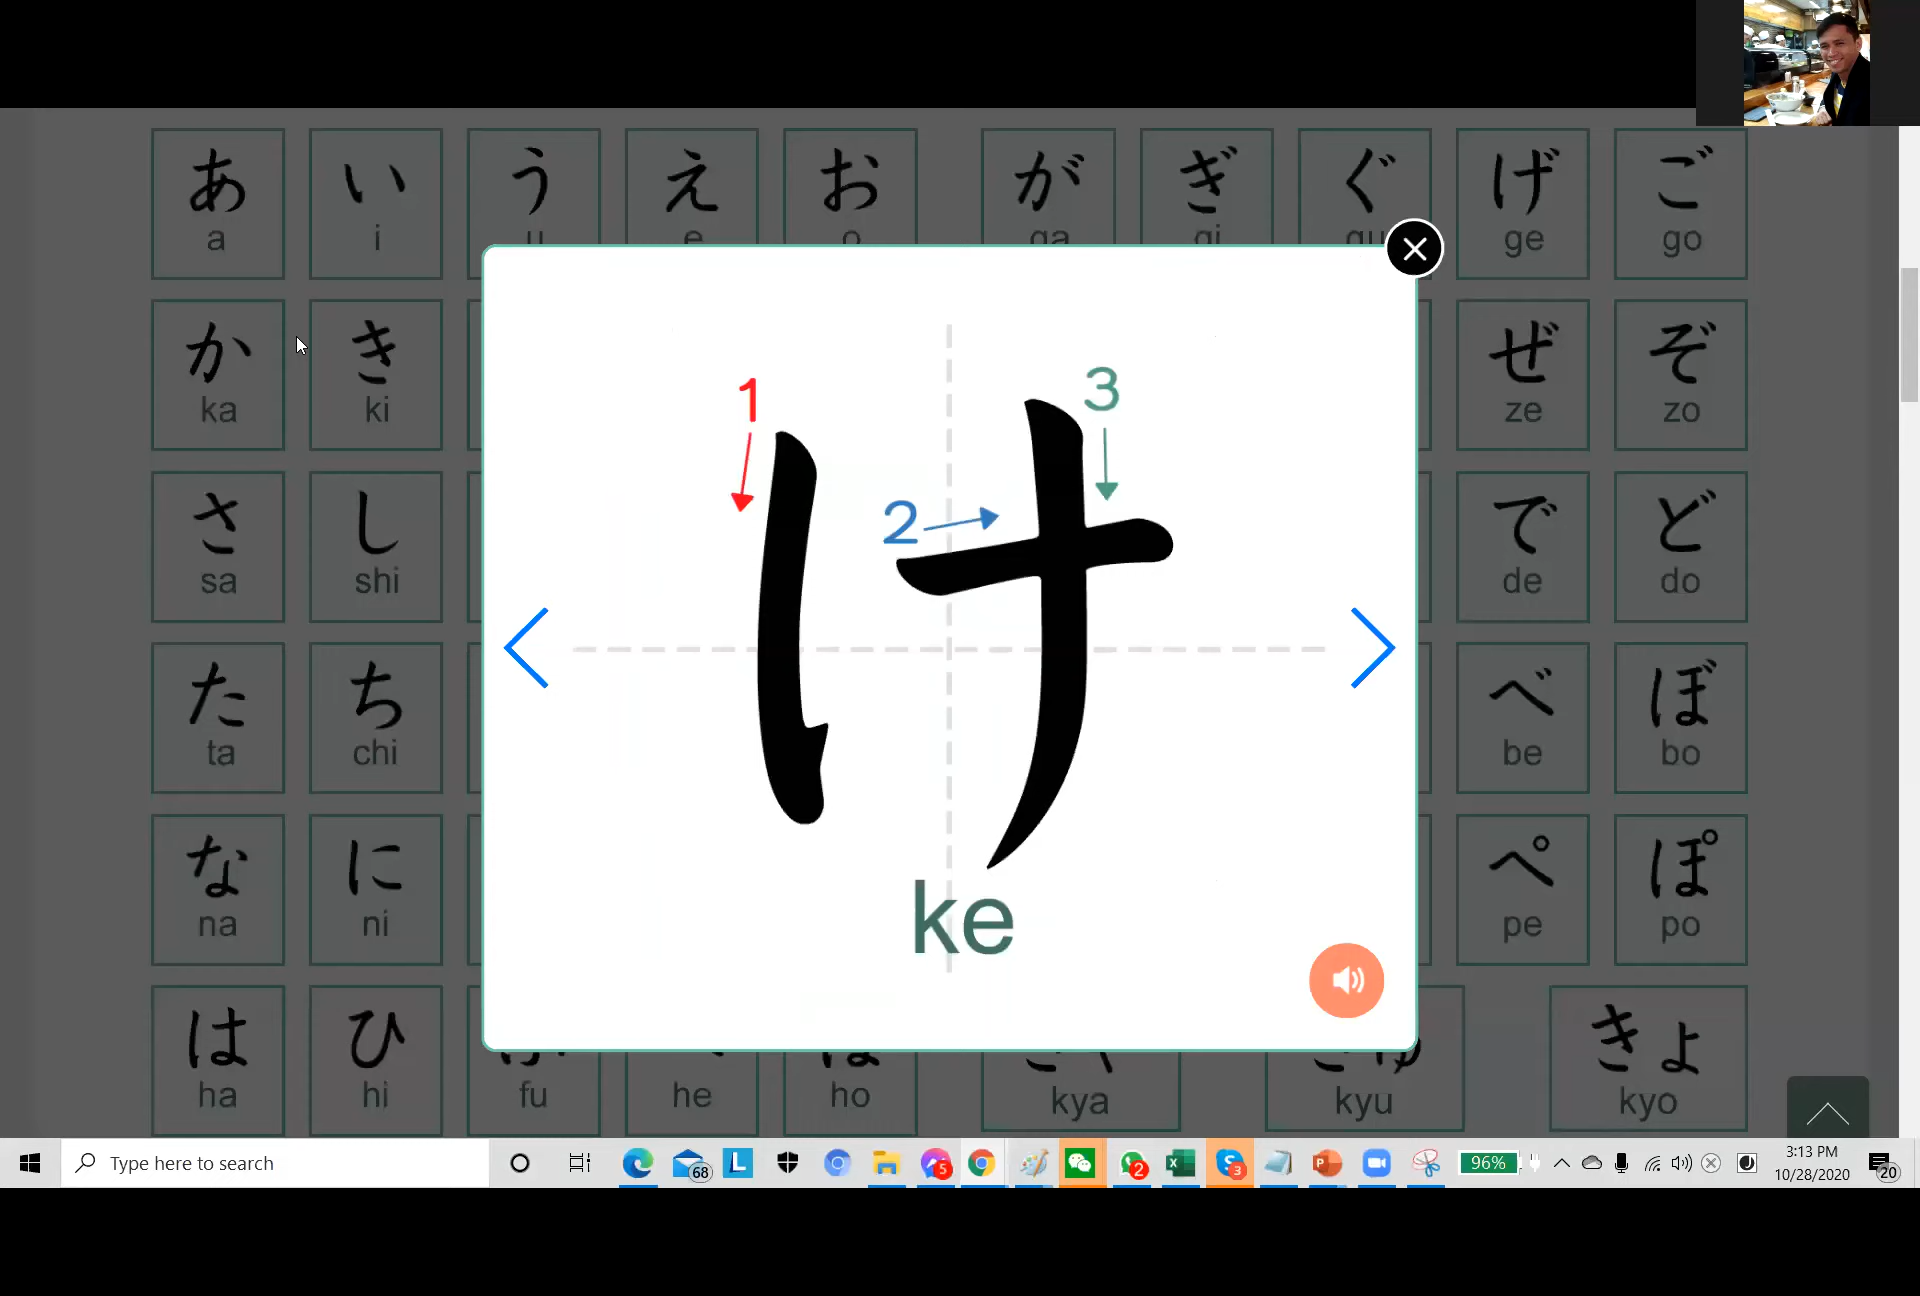 あ い う え お が ぎ ぐ げ ご
a i u e o ga gi gu ge go
1 3
2
け
ke
か き ぜ ぞ
ka ki ze zo
さ し で ど
sa shi de do
た ち べ ぼ
ta chi be bo
な に ぺ ぽ
na ni pe po
は ひ きょ
ha hi fu he ho kya kyu kyo
Type here to search
68
5
2
3
96%
3:13 PM
10/28/2020
20